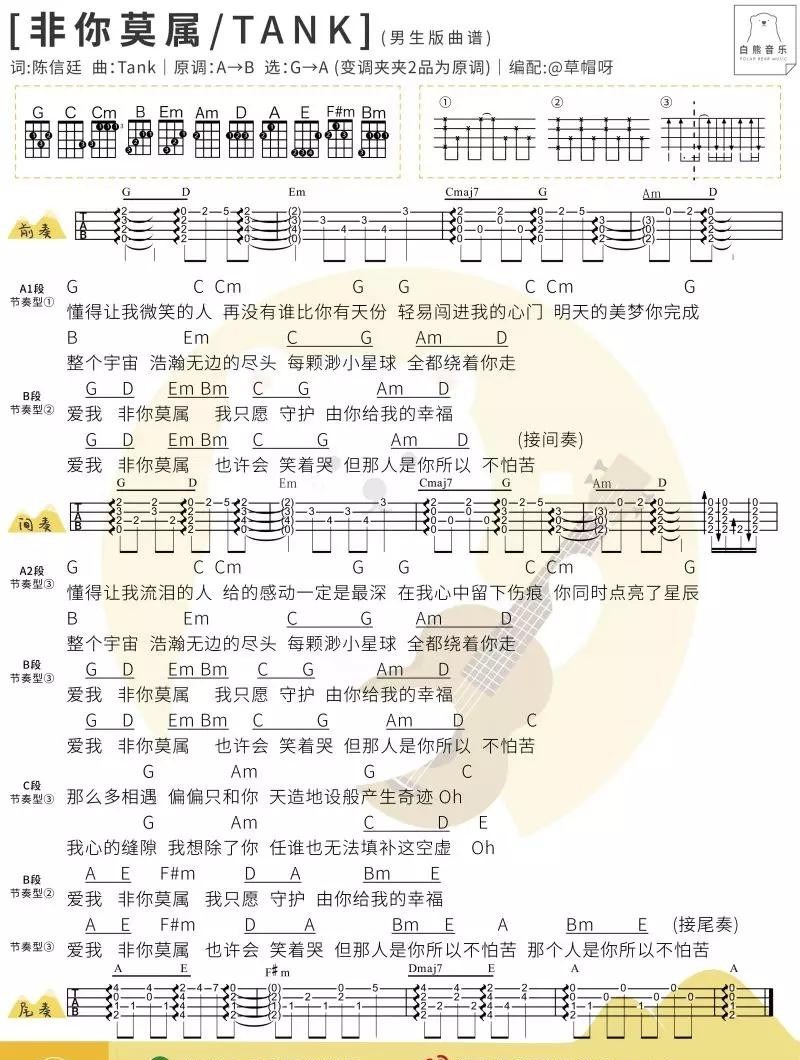 [非你莫属/TANK](男生版曲谱)
白熊音乐
POLAR BEAR MUSIC
词:陈信廷 曲:Tank｜原调:A→B 选:G→A (变调夹夹2品为原调)｜编配:@草帽呀
G C Cm B Em Am D A E F#m Bm
① ② ③
G D Em Cmaj7 G Am D
前奏
A1段
节奏型①
G C Cm G G C Cm G
懂得让我微笑的人 再没有谁比你有天份 轻易闯进我的心门 明天的美梦你完成
B Em C G Am D
整个宇宙 浩瀚无边的尽头 每颗渺小星球 全都绕着你走
B段
节奏型②
G D Em Bm C G Am D
爱我 非你莫属 我只愿 守护 由你给我的幸福
G D Em Bm C G Am D (接间奏)
爱我 非你莫属 也许会 笑着哭 但那人是你所以 不怕苦
G D Em Cmaj7 G Am D
间奏
A2段
节奏型③
G C Cm G G C Cm G
懂得让我流泪的人 给的感动一定是最深 在我心中留下伤痕 你同时点亮了星辰
B Em C G Am D
整个宇宙 浩瀚无边的尽头 每颗渺小星球 全都绕着你走
B段
节奏型③
G D Em Bm C G Am D
爱我 非你莫属 我只愿 守护 由你给我的幸福
G D Em Bm C G Am D C
爱我 非你莫属 也许会 笑着哭 但那人是你所以 不怕苦
C段
节奏型③
G Am G C
那么多相遇 偏偏只和你 天造地设般产生奇迹 Oh
G Am C D E
我心的缝隙 我想除了你 任谁也无法填补这空虚 Oh
B段
节奏型②
A E F#m D A Bm E
爱我 非你莫属 我只愿 守护 由你给我的幸福
节奏型③
A E F#m D A Bm E A Bm E (接尾奏)
爱我 非你莫属 也许会 笑着哭 但那人是你所以不怕苦 那个人是你所以不怕苦
A E F#m Dmaj7 E A A
尾奏